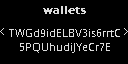 wallets
< TWGd9idELBV3is6rrtC >
5PQUhudiJYeCr7E